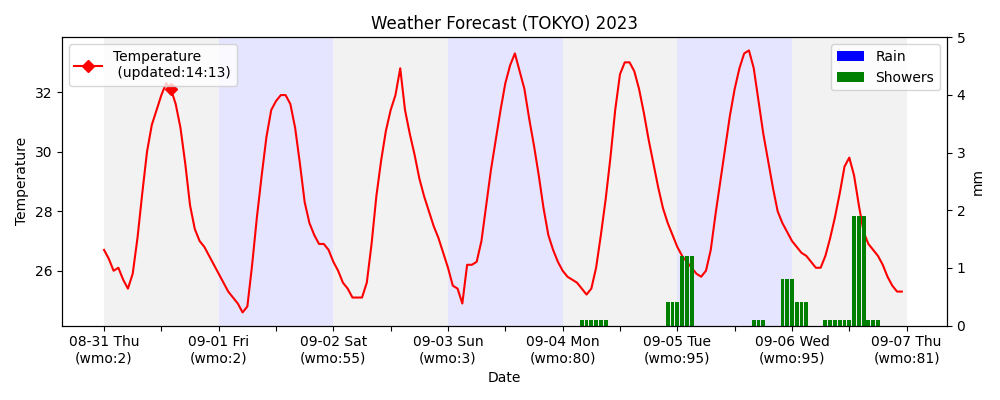 Weather Forecast (TOKYO) 2023
Temperature
(updated:14:13)
Rain
Showers
Temperature
32
30
28
26
5
4
3
2
1
0
mm
08-31 Thu
(wmo:2)
09-01 Fri
(wmo:2)
09-02 Sat
(wmo:55)
09-03 Sun
(wmo:3)
09-04 Mon
(wmo:80)
09-05 Tue
(wmo:95)
09-06 Wed
(wmo:95)
09-07 Thu
(wmo:81)
Date